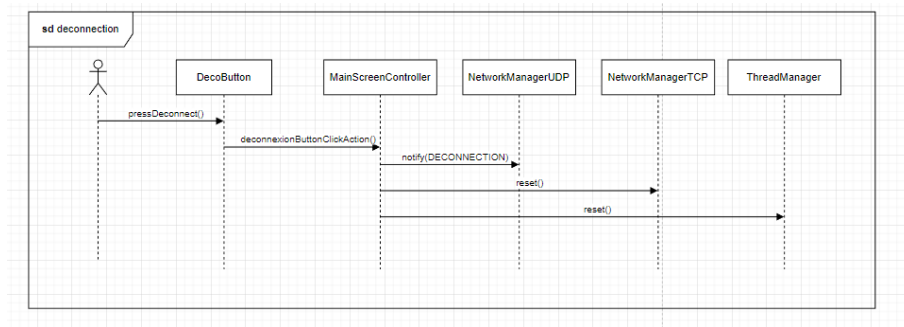 sd deconnection
DecoButton
MainScreenController
NetworkManagerUDP
NetworkManagerTCP
ThreadManager
pressDeconnect()
deconnexionButtonClickAction()
notify(DECONNECTION)
reset()
reset()